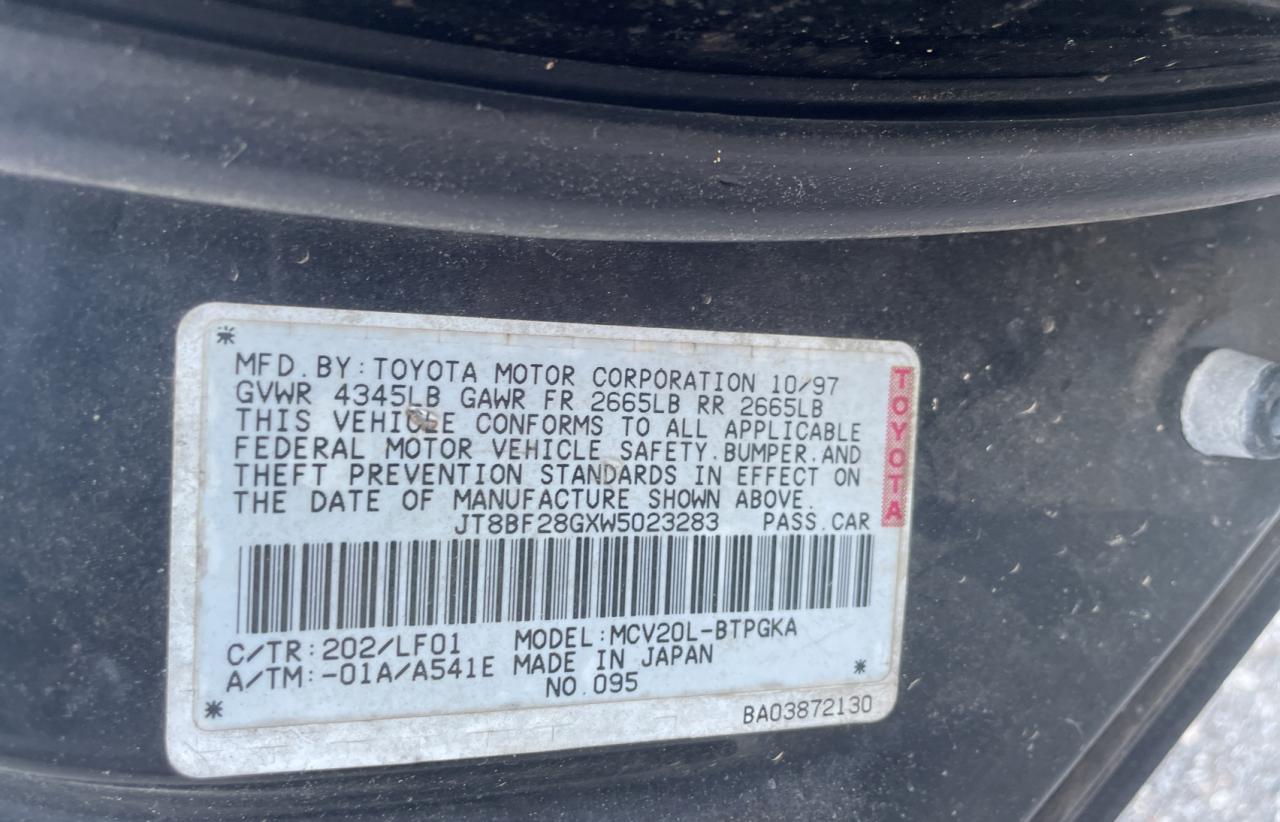 MFD. BY: TOYOTA MOTOR CORPORATION 10/97
GVWR 4345LB GAWR FR 2665LB RR 2665LB
THIS VEHICLE CONFORMS TO ALL APPLICABLE
FEDERAL MOTOR VEHICLE SAFETY. BUMPER. AND
THEFT PREVENTION STANDARDS IN EFFECT ON
THE DATE OF MANUFACTURE SHOWN ABOVE.
JT8BF28GXW5023283 PASS. CAR
TOYOTA
C/TR: 202/LF01 MODEL: MCV20L-BTPGKA
A/TM: -01A/A541E MADE IN JAPAN
NO. 095
BA03872130